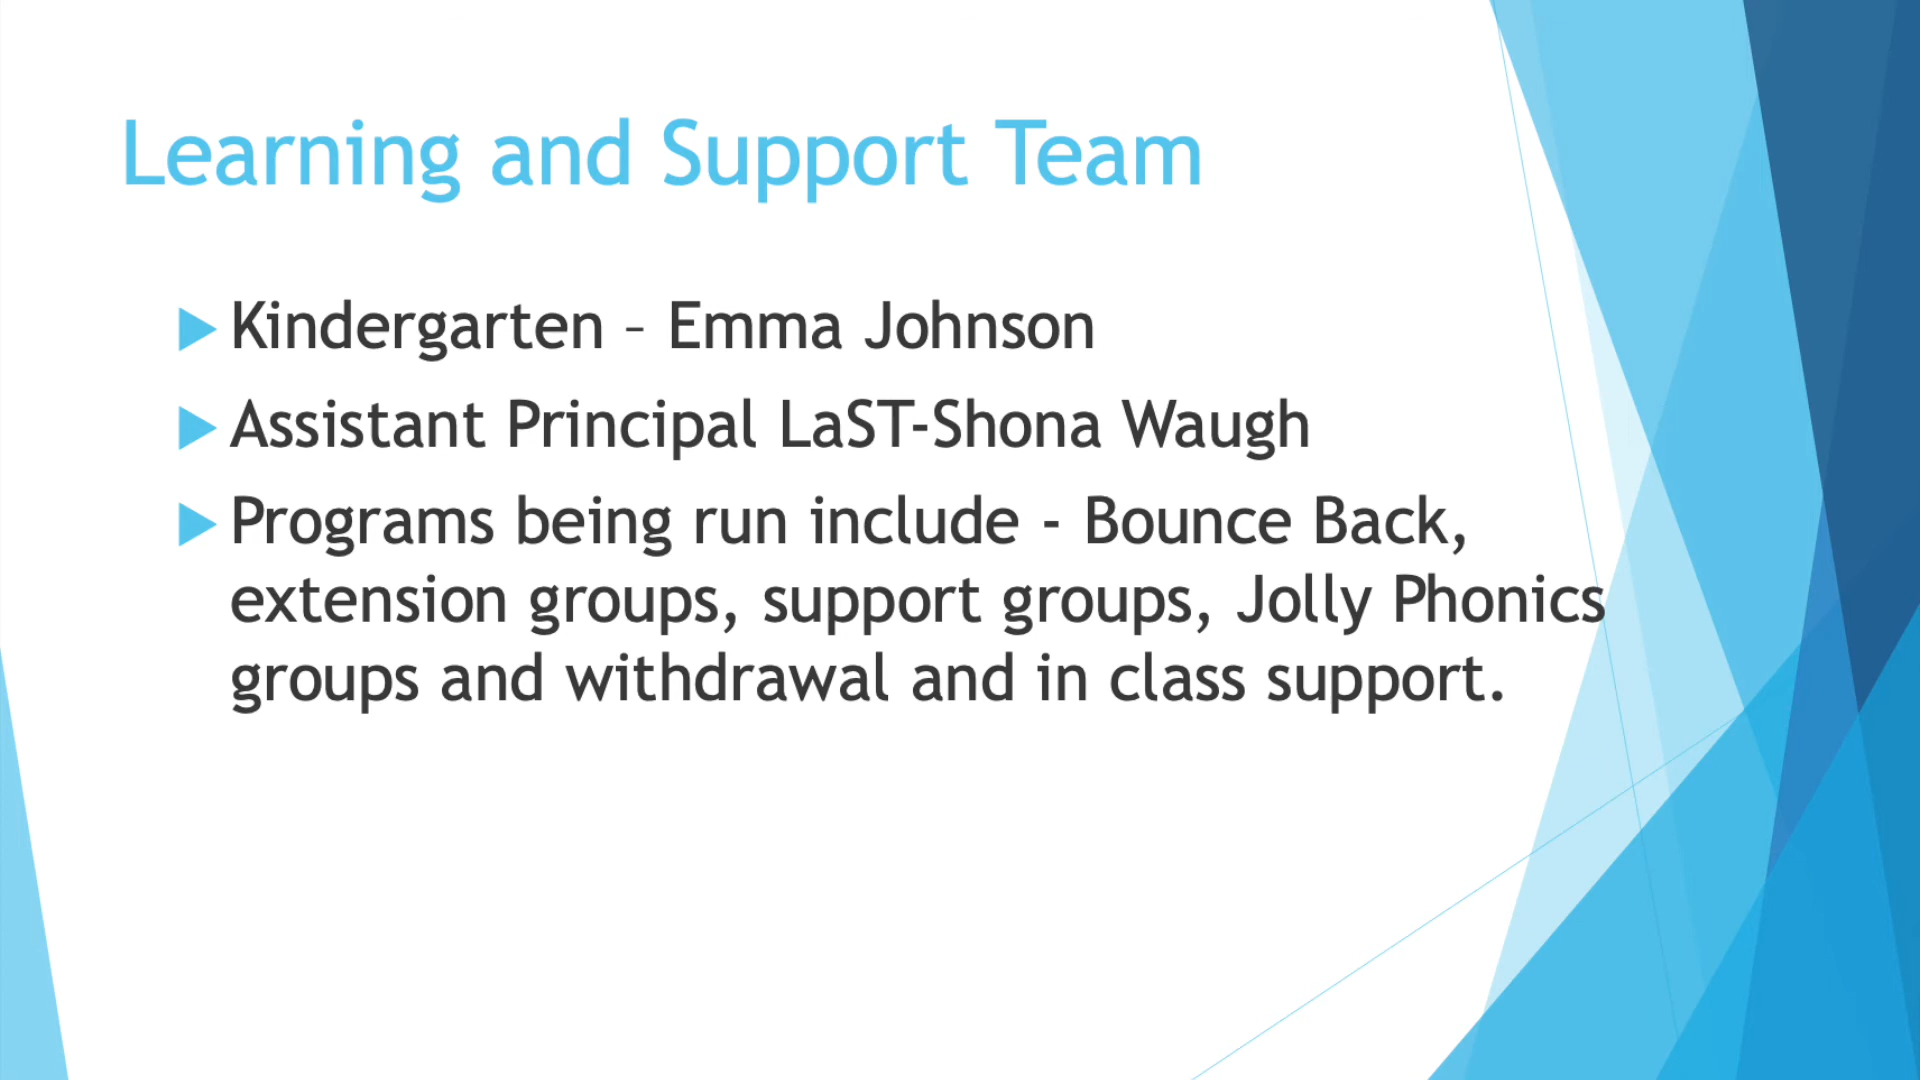 Learning and Support Team
Kindergarten – Emma Johnson
Assistant Principal LaST-Shona Waugh
Programs being run include - Bounce Back,
extension groups, support groups, Jolly Phonics
groups and withdrawal and in class support.